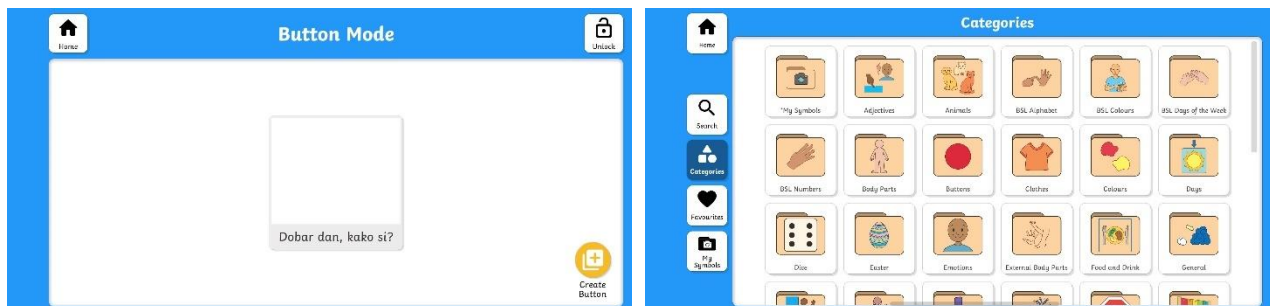 Button Mode
Home
Unlock
Dobar dan, kako si?
Create
Button
Categories
Home
Search
Categories
Favourites
My
Symbols
*My Symbols
Adjectives
Animals
BSL Alphabet
BSL Colours
BSL Days of the Week
BSL Numbers
Body Parts
Buttons
Clothes
Colours
Days
Dice
Easter
Emotions
External Body Parts
Food and Drink
General